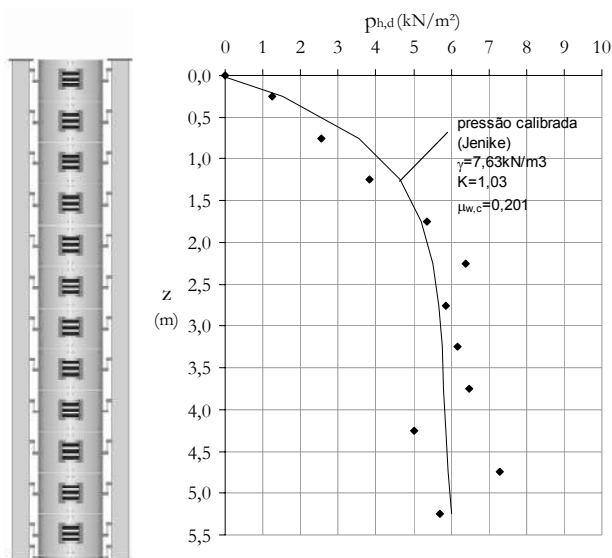 p_h,d (kN/m²)
0 1 2 3 4 5 6 7 8 9 10
0,0
0,5
1,0
1,5
2,0
2,5
3,0
3,5
4,0
4,5
5,0
5,5
z
(m)
pressão calibrada
(Jenike)
γ=7,63kN/m3
K=1,03
μw,c=0,201